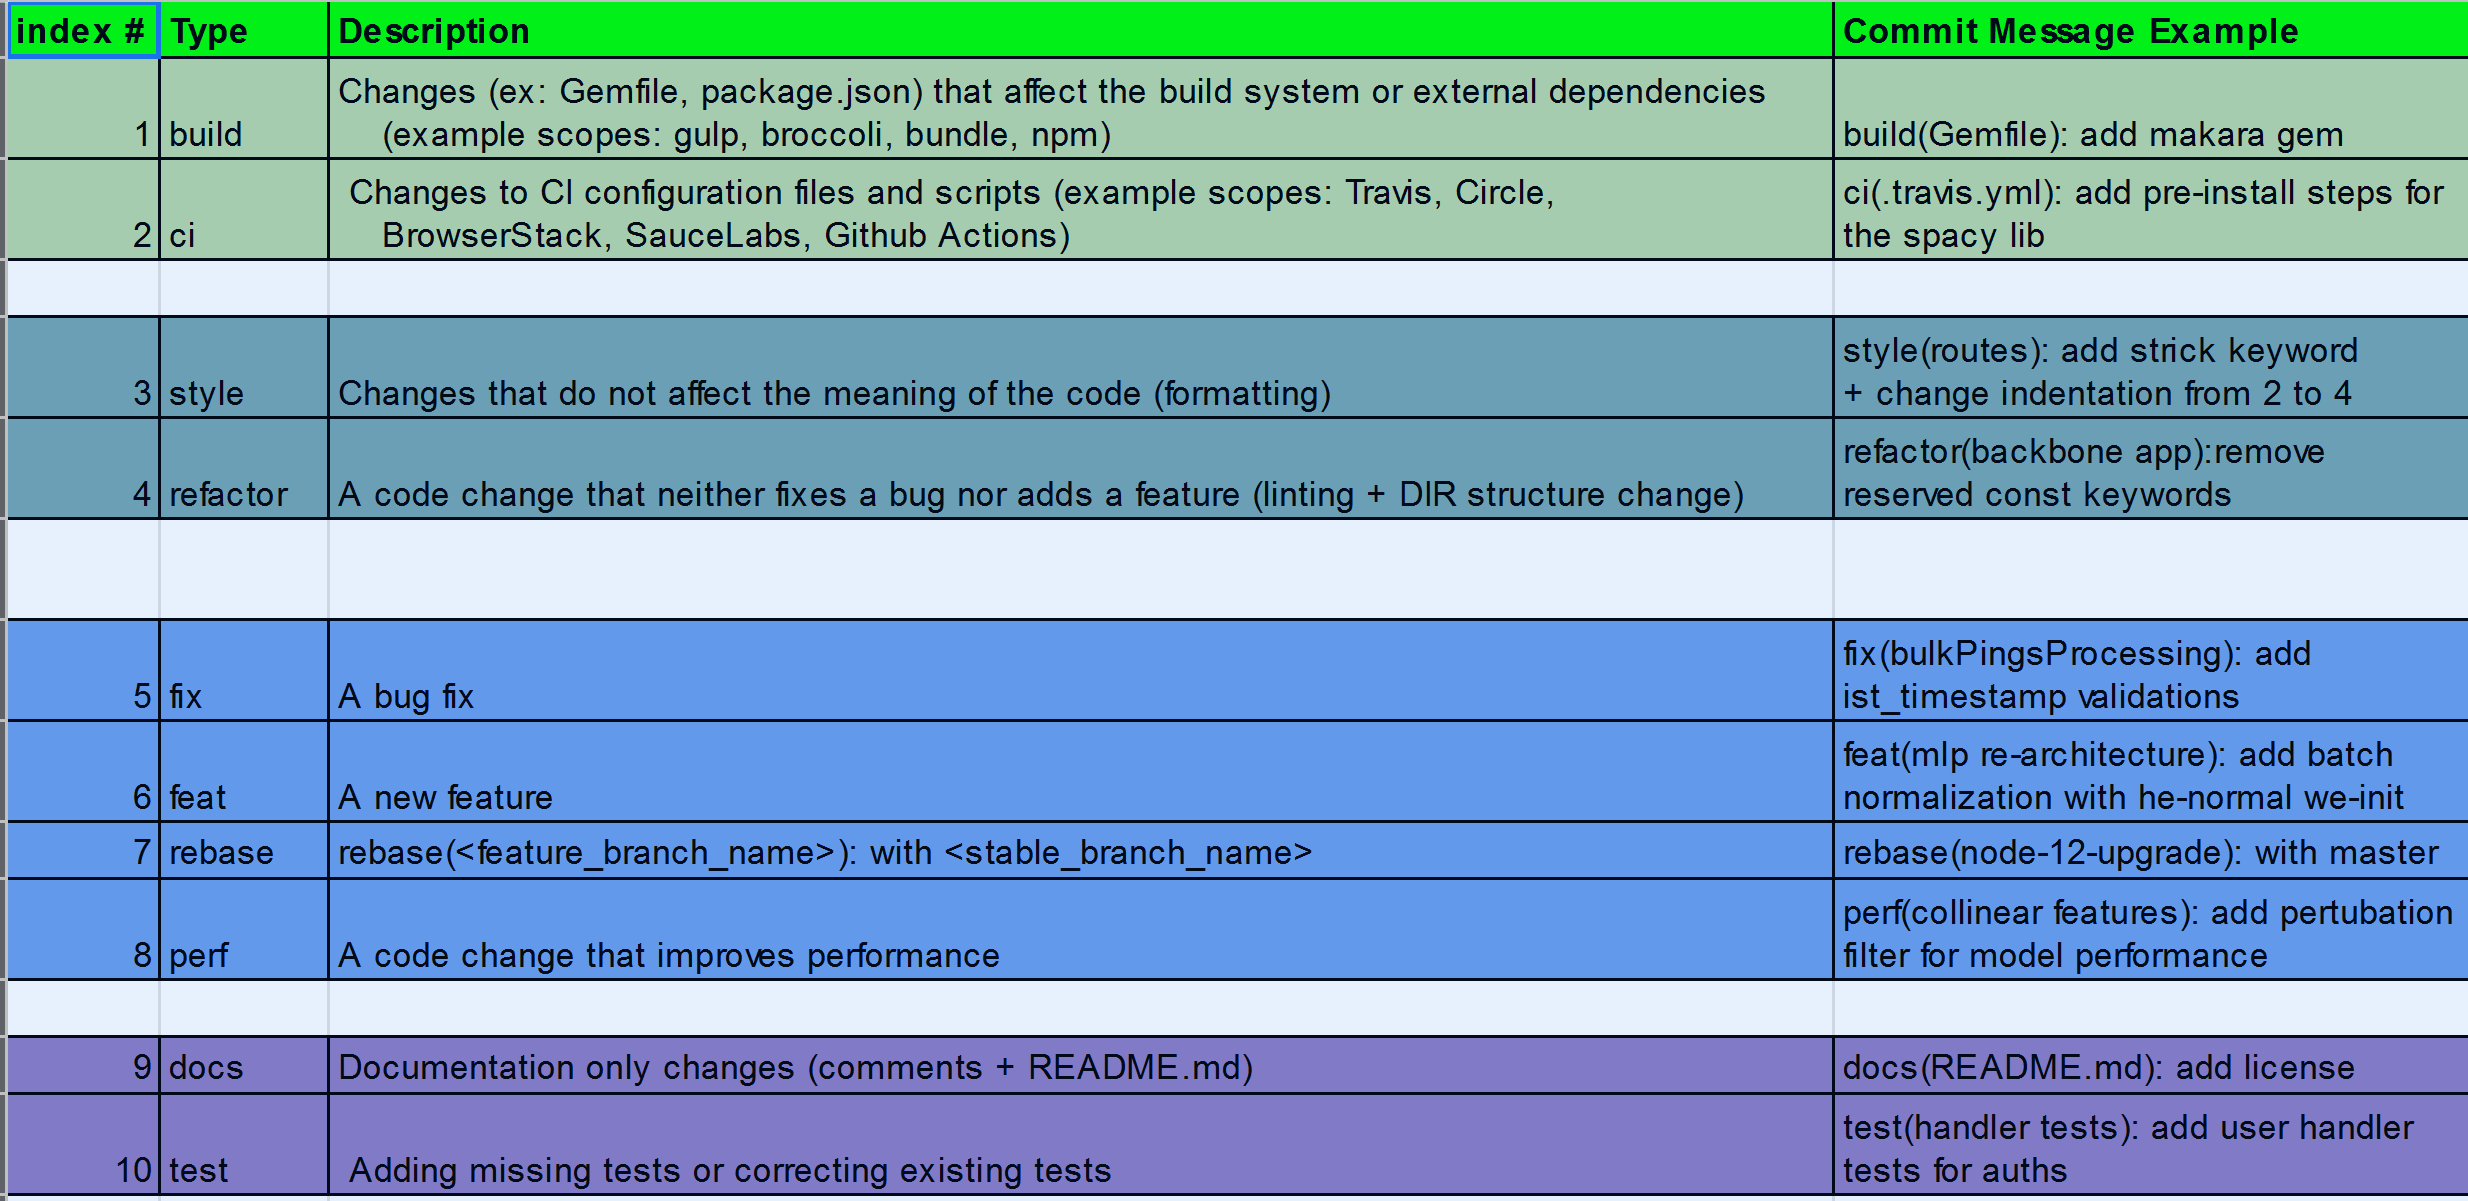 index # Type Description Commit Message Example
Changes (ex: Gemfile, package.json) that affect the build system or external dependencies
1 build (example scopes: gulp, broccoli, bundle, npm) build(Gemfile): add makara gem
Changes to CI configuration files and scripts (example scopes: Travis, Circle, ci(.travis.yml): add pre-install steps for
2 ci BrowserStack, SauceLabs, Github Actions) the spacy lib
style(routes): add strick keyword
3 style Changes that do not affect the meaning of the code (formatting) + change indentation from 2 to 4
refactor(backbone app):remove
4 refactor A code change that neither fixes a bug nor adds a feature (linting + DIR structure change) reserved const keywords
fix(bulkPingsProcessing): add
5 fix A bug fix ist_timestamp validations
feat(mlp re-architecture): add batch
6 feat A new feature normalization with he-normal we-init
7 rebase rebase(<feature_branch_name>): with <stable_branch_name> rebase(node-12-upgrade): with master
perf(collinear features): add pertubation
8 perf A code change that improves performance filter for model performance
9 docs Documentation only changes (comments + README.md) docs(README.md): add license
test(handler tests): add user handler
10 test Adding missing tests or correcting existing tests tests for auths